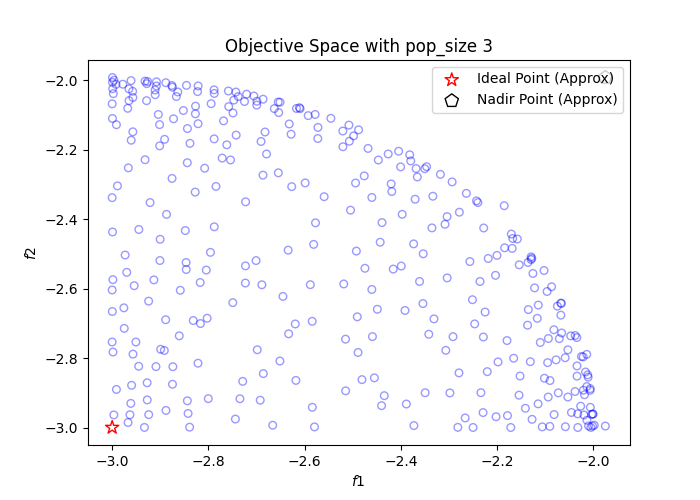 Objective Space with pop_size 3
Ideal Point (Approx)
Nadir Point (Approx)
f2
−2.0
−2.2
−2.4
−2.6
−2.8
−3.0
−3.0 −2.8 −2.6 −2.4 −2.2 −2.0
f1